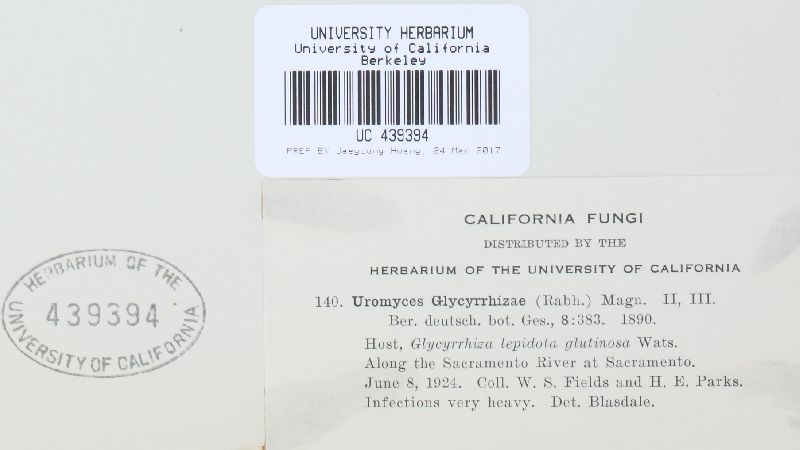 UNIVERSITY HERBARIUM
University of California
Berkeley
UC 439394
PREP BY Jaeyoung Hwang, 24 Mar 2017
CALIFORNIA FUNGI
DISTRIBUTED BY THE
HERBARIUM OF THE UNIVERSITY OF CALIFORNIA
140. Uromyces Glycyrrhizae (Rabh.) Magn. II, III.
Ber. deutsch. bot. Ges., 8:383. 1890.
Host, Glycyrrhiza lepidota glutinosa Wats.
Along the Sacramento River at Sacramento.
June 8, 1924. Coll. W. S. Fields and H. E. Parks.
Infections very heavy. Det. Blasdale.
HERBARIUM OF THE
439394
UNIVERSITY OF CALIFORNIA